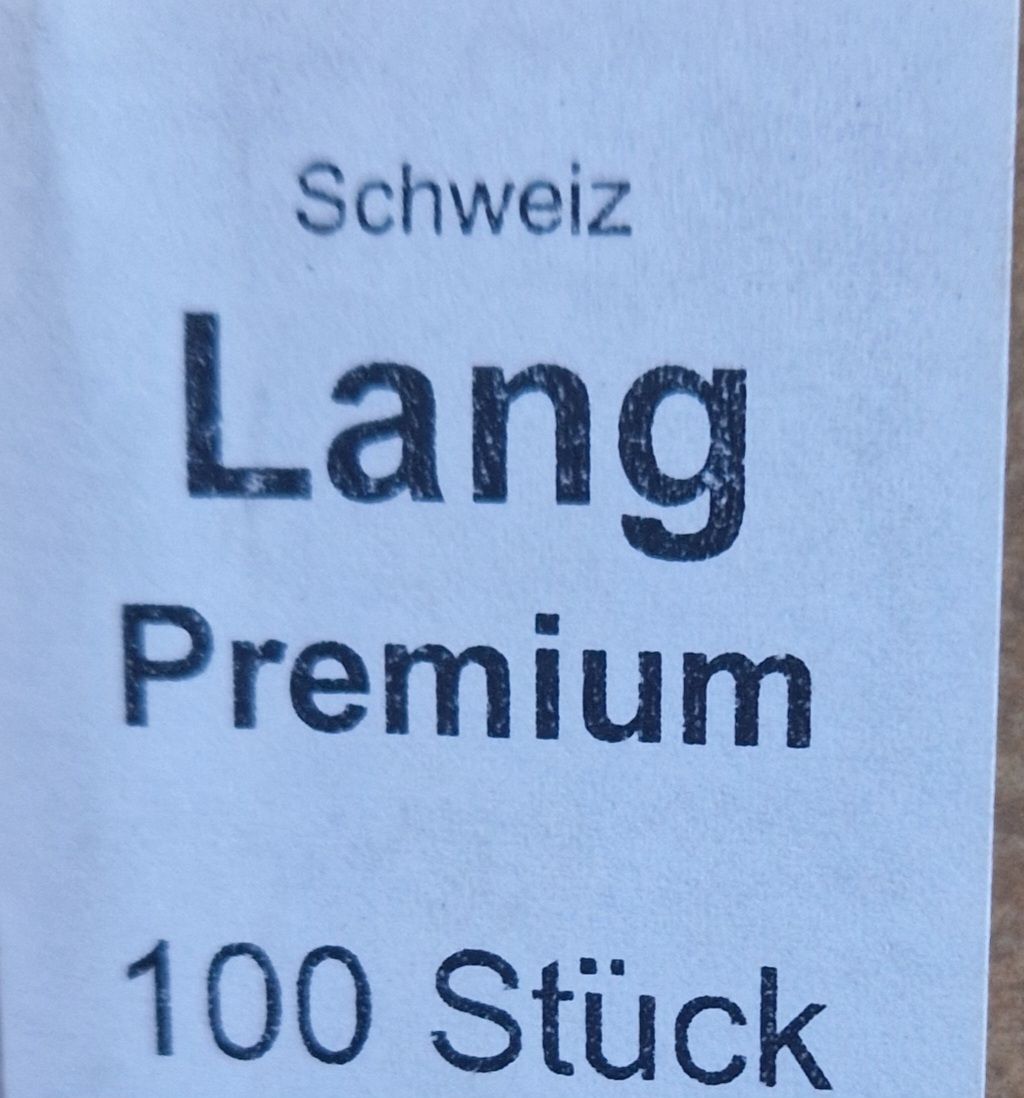 Schweiz
Lang
Premium
100 Stück